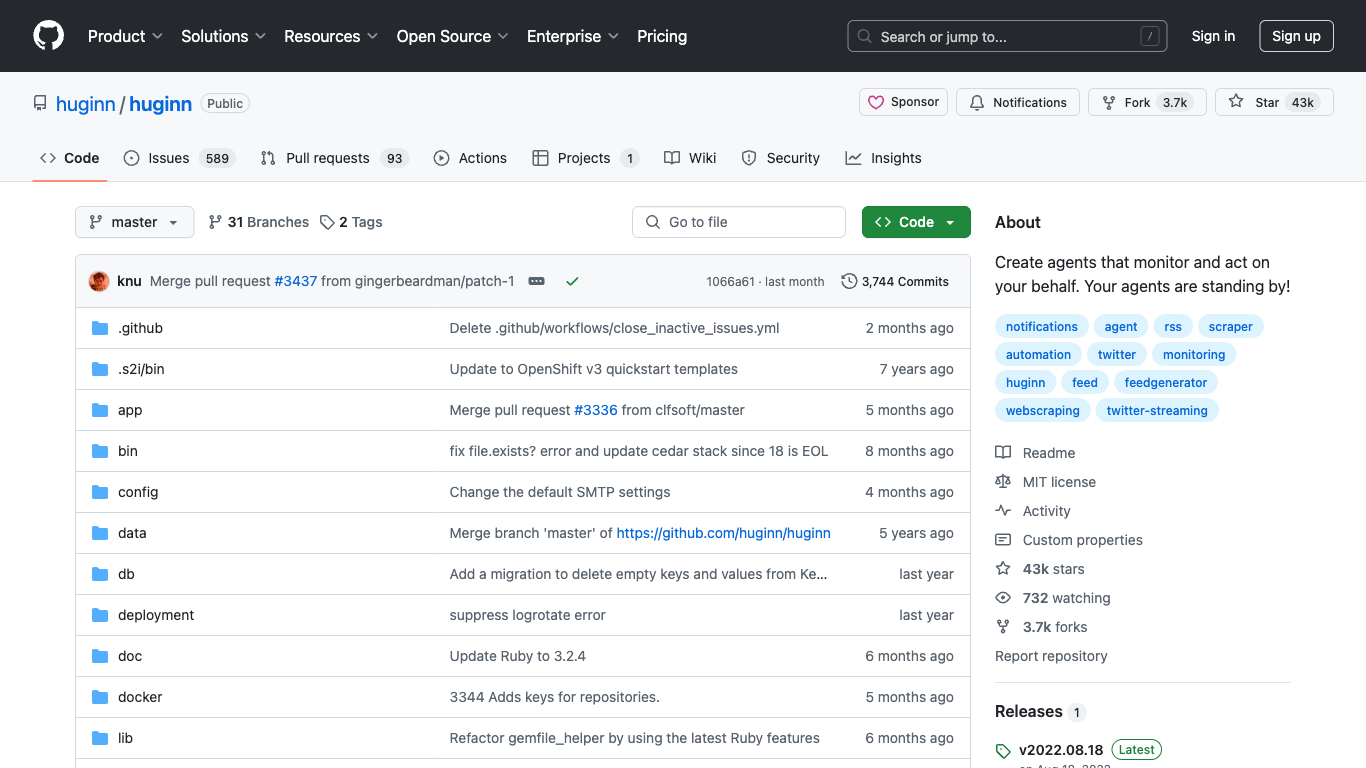 Product Solutions Resources Open Source Enterprise Pricing Search or jump to... / Sign in Sign up
huginn / huginn Public Sponsor Notifications Fork 3.7k Star 43k
Code Issues 589 Pull requests 93 Actions Projects 1 Wiki Security Insights
master 31 Branches 2 Tags Go to file Code
knu Merge pull request #3437 from gingerbeardman/patch-1 1066a61 · last month 3,744 Commits
.github Delete .github/workflows/close_inactive_issues.yml 2 months ago
.s2i/bin Update to OpenShift v3 quickstart templates 7 years ago
app Merge pull request #3336 from clfsoft/master 5 months ago
bin fix file.exists? error and update cedar stack since 18 is EOL 8 months ago
config Change the default SMTP settings 4 months ago
data Merge branch 'master' of https://github.com/huginn/huginn 5 years ago
db Add a migration to delete empty keys and values from Ke... last year
deployment suppress logrotate error last year
doc Update Ruby to 3.2.4 6 months ago
docker 3344 Adds keys for repositories. 5 months ago
lib Refactor gemfile_helper by using the latest Ruby features 6 months ago
About
Create agents that monitor and act on
your behalf. Your agents are standing by!
notifications agent rss scraper
automation twitter monitoring
huginn feed feedgenerator
webscraping twitter-streaming
Readme
MIT license
Activity
Custom properties
43k stars
732 watching
3.7k forks
Report repository
Releases 1
v2022.08.18 Latest